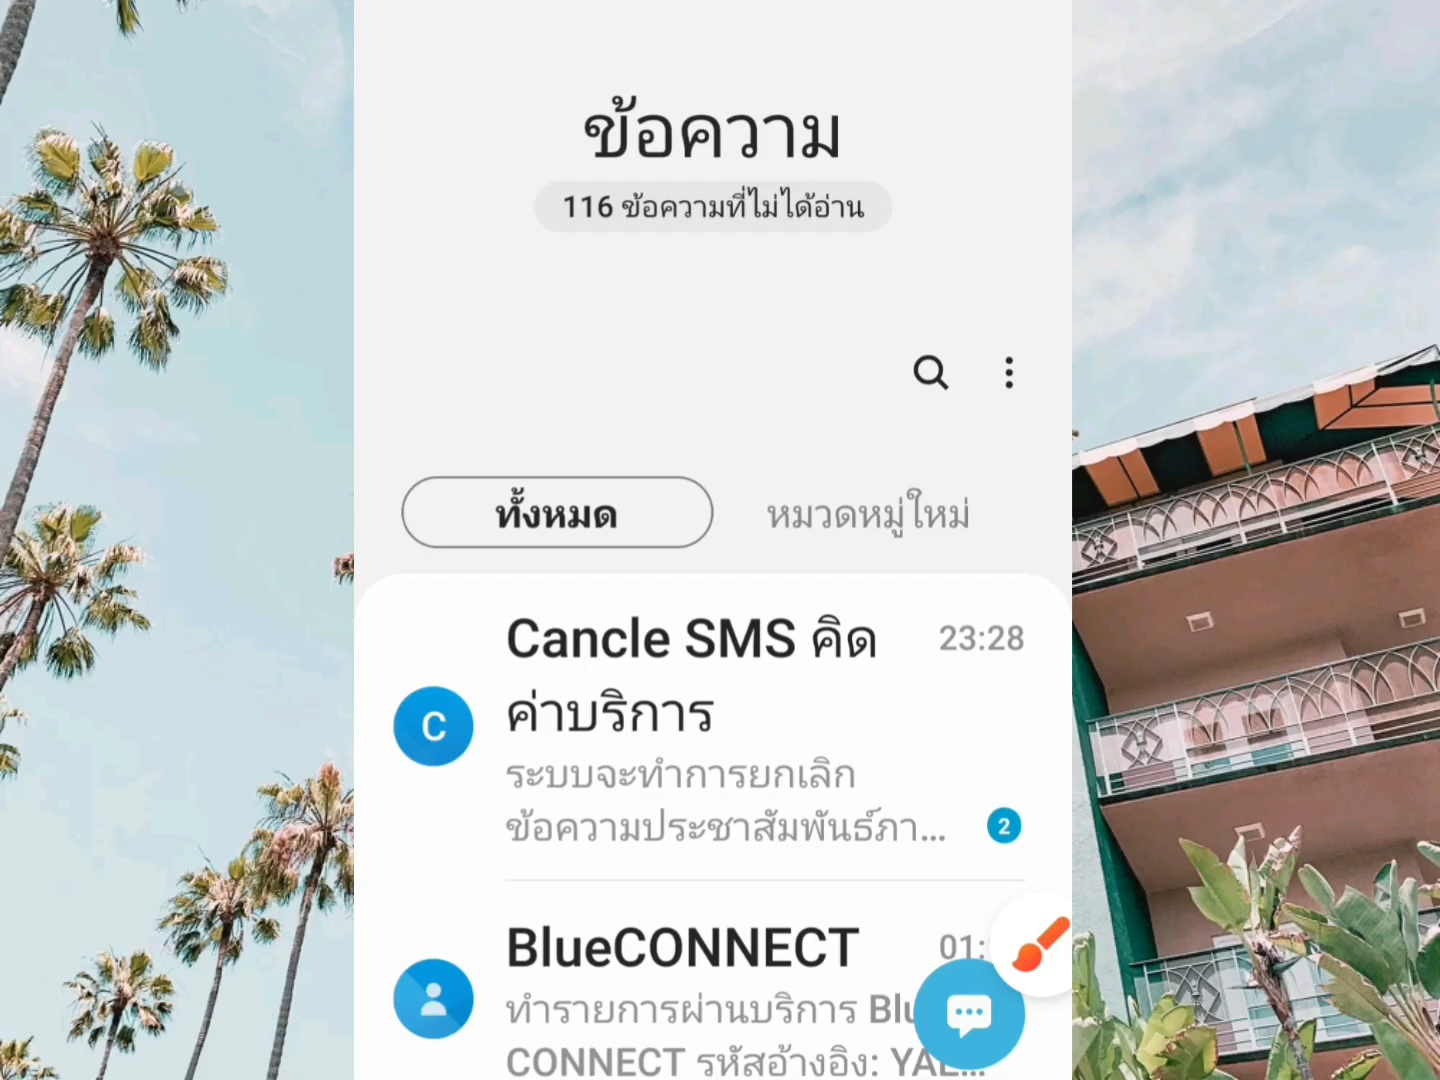 ข้อความ
116 ข้อความที่ไม่ได้อ่าน
ทั้งหมด
หมวดหมู่ใหม่
Cancle SMS คิด
23:28
C
ค่าบริการ
ระบบจะทำการยกเลิก
ข้อความประชาสัมพันธ์ภา...
2
BlueCONNECT
01:
ทำรายการผ่านบริการ Blu
CONNECT รหัสอ้างอิง: YAL...